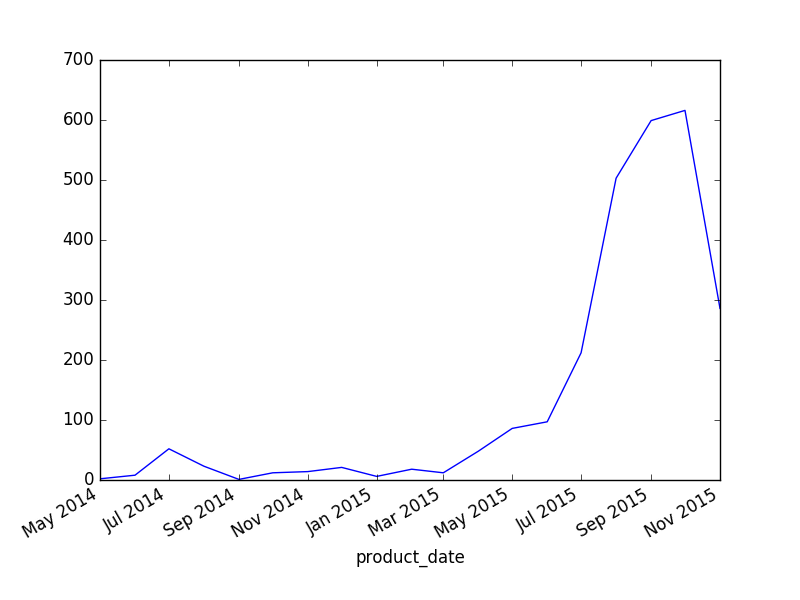 700
600
500
400
300
200
100
0
May 2014
Jul 2014
Sep 2014
Nov 2014
Jan 2015
Mar 2015
May 2015
Jul 2015
Sep 2015
Nov 2015
product_date